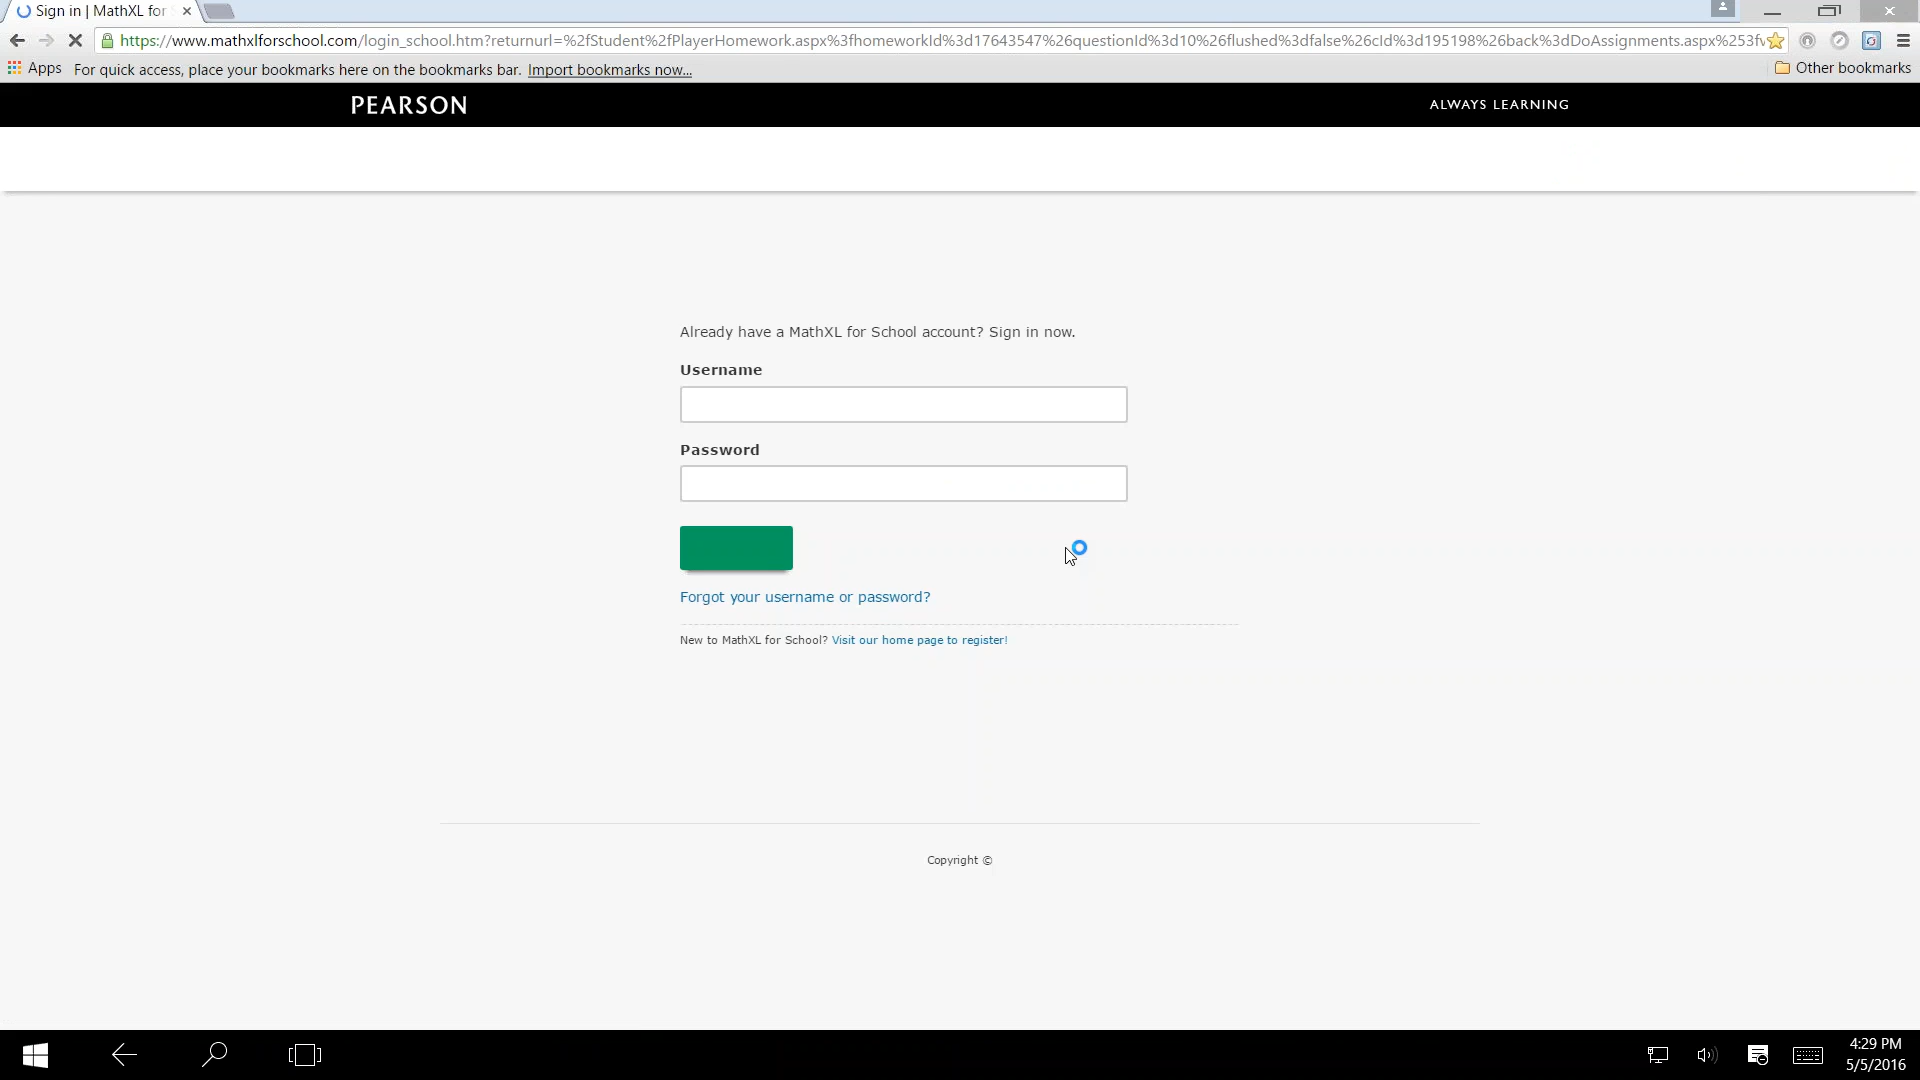 Sign in | MathXL for S
https://www.mathxlforschool.com/login_school.htm?returnurl=%2fStudent%2fPlayerHomework.aspx%3fhomeworkId%3d17643547%26questionId%3d10%26flushed%3dfalse%26cId%3d195198%26back%3dDoAssignments.aspx%253fv
Apps For quick access, place your bookmarks here on the bookmarks bar. Import bookmarks now... Other bookmarks
PEARSON ALWAYS LEARNING
Already have a MathXL for School account? Sign in now.
Username
Password
Forgot your username or password?
New to MathXL for School? Visit our home page to register!
Copyright ©
4:29 PM
5/5/2016